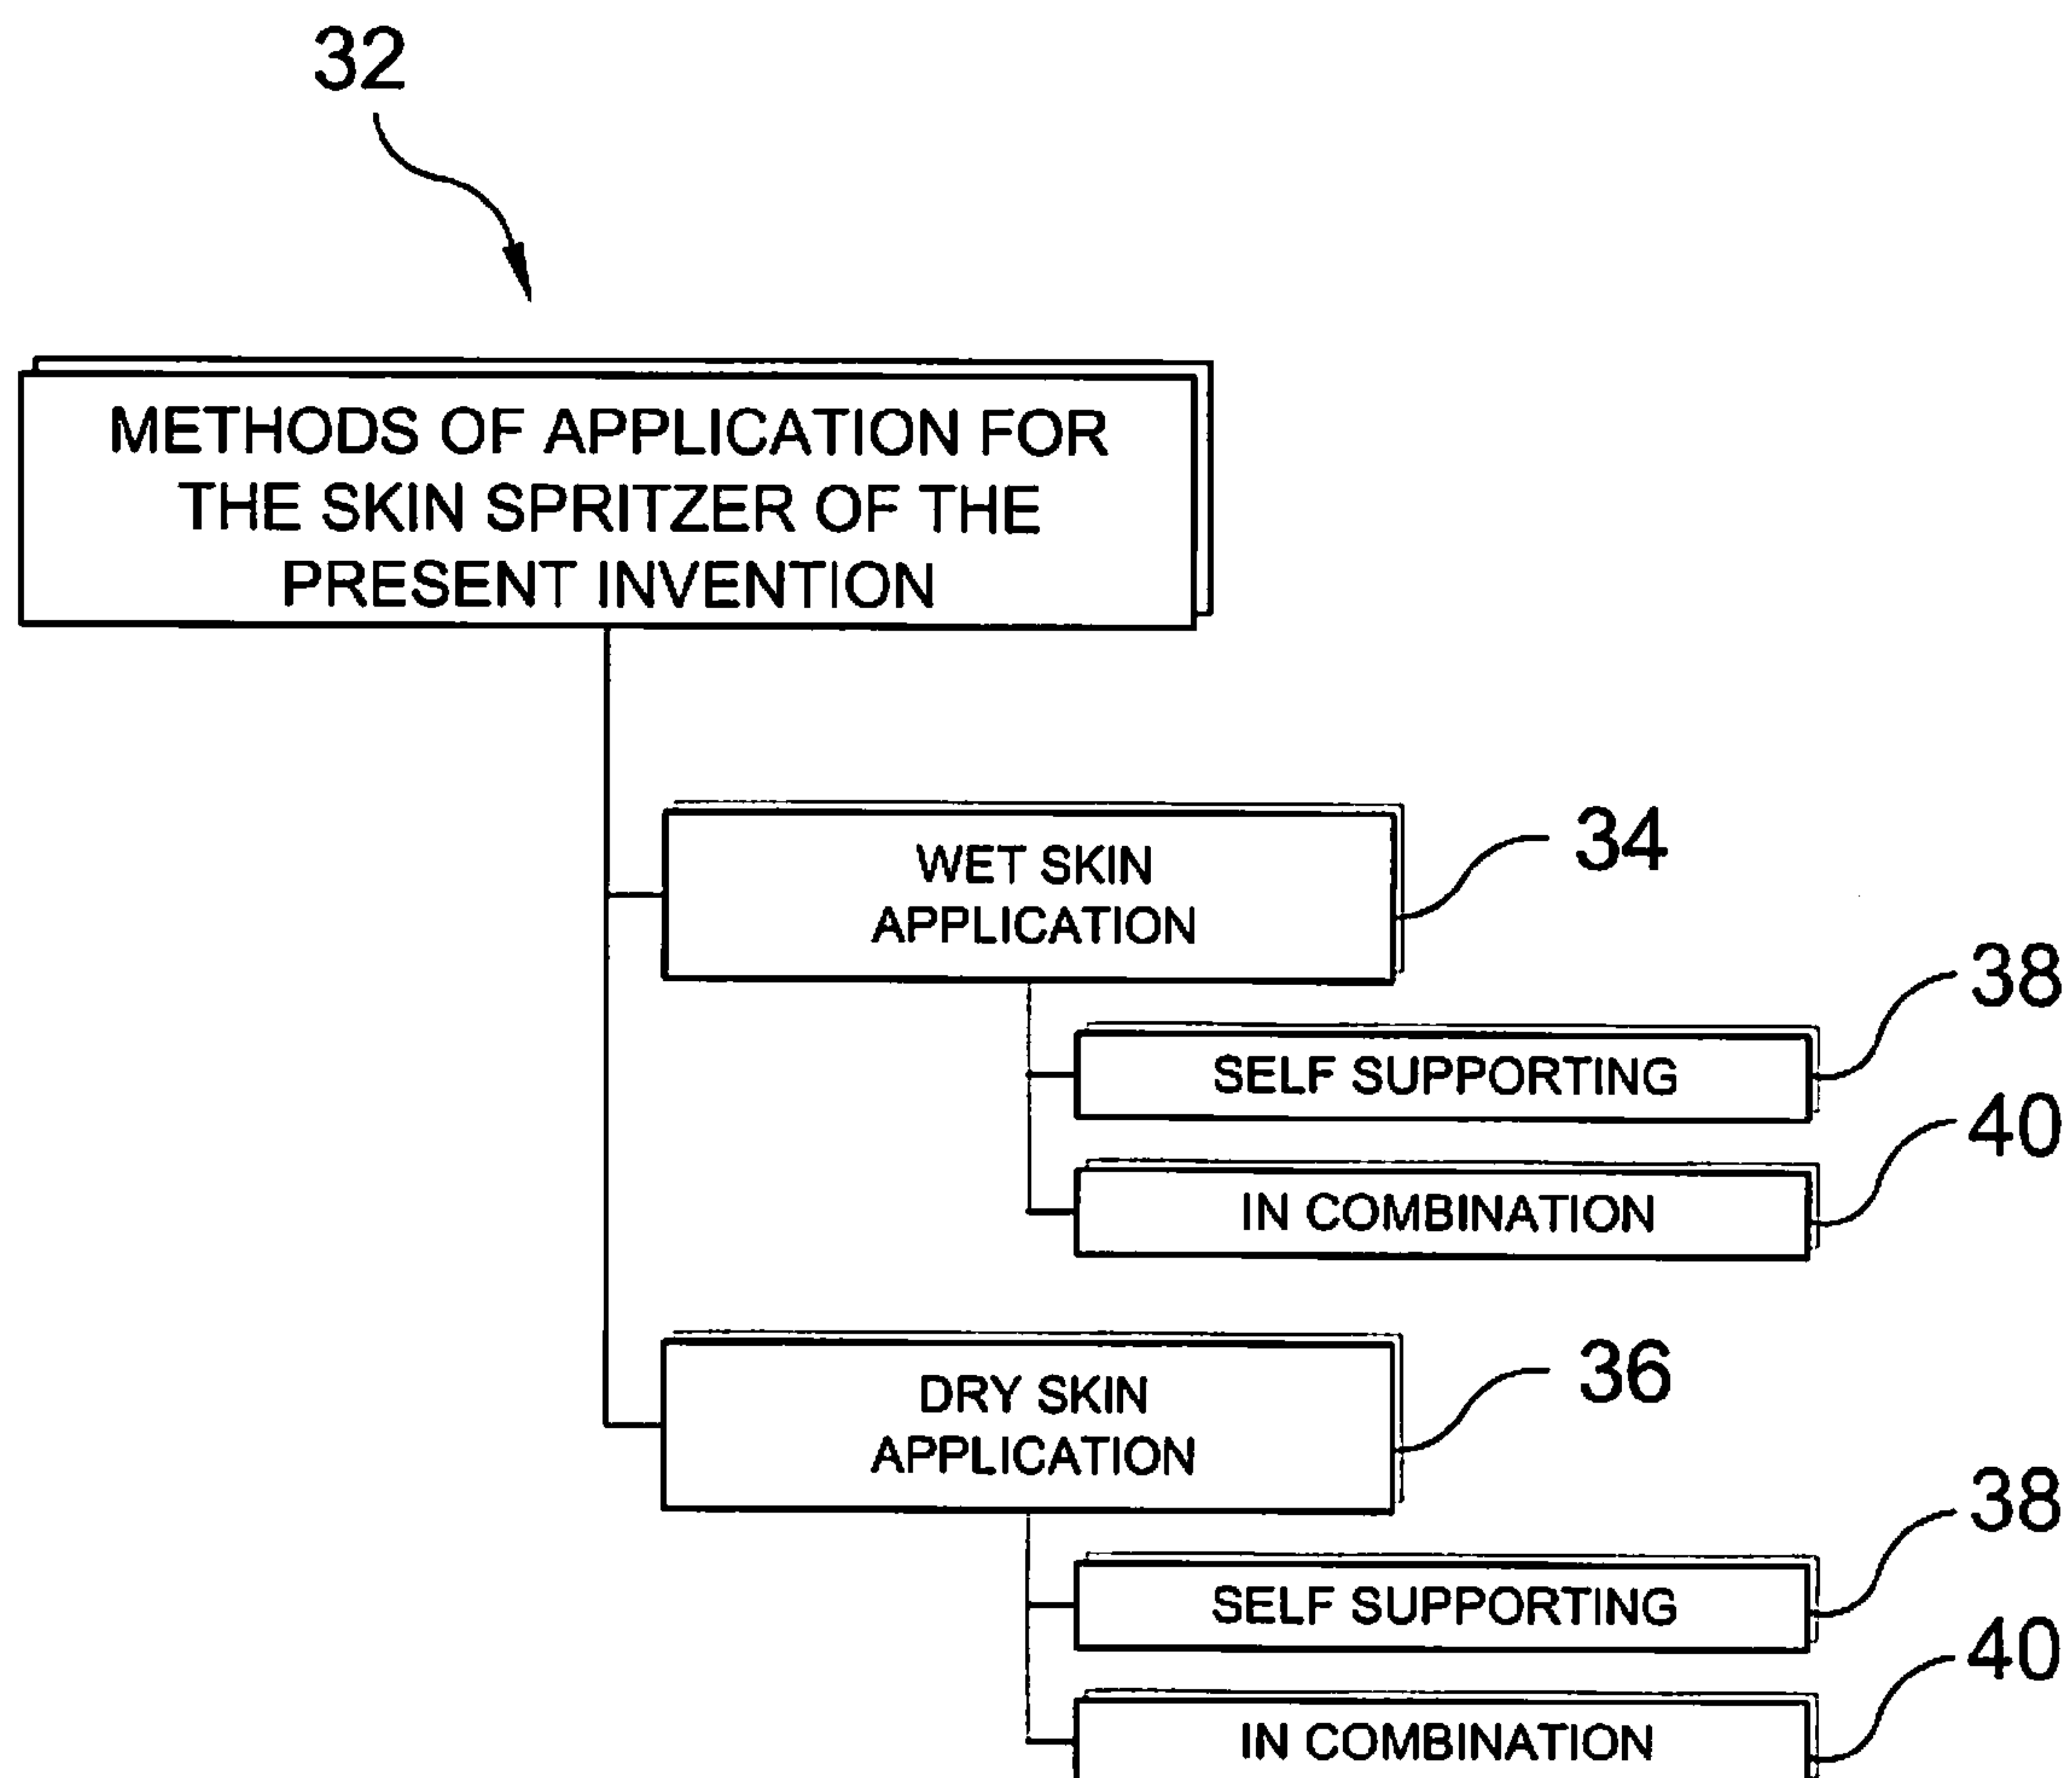 32
METHODS OF APPLICATION FOR
THE SKIN SPRITZER OF THE
PRESENT INVENTION
WET SKIN
APPLICATION
34
SELF SUPPORTING
38
IN COMBINATION
40
DRY SKIN
APPLICATION
36
SELF SUPPORTING
38
IN COMBINATION
40